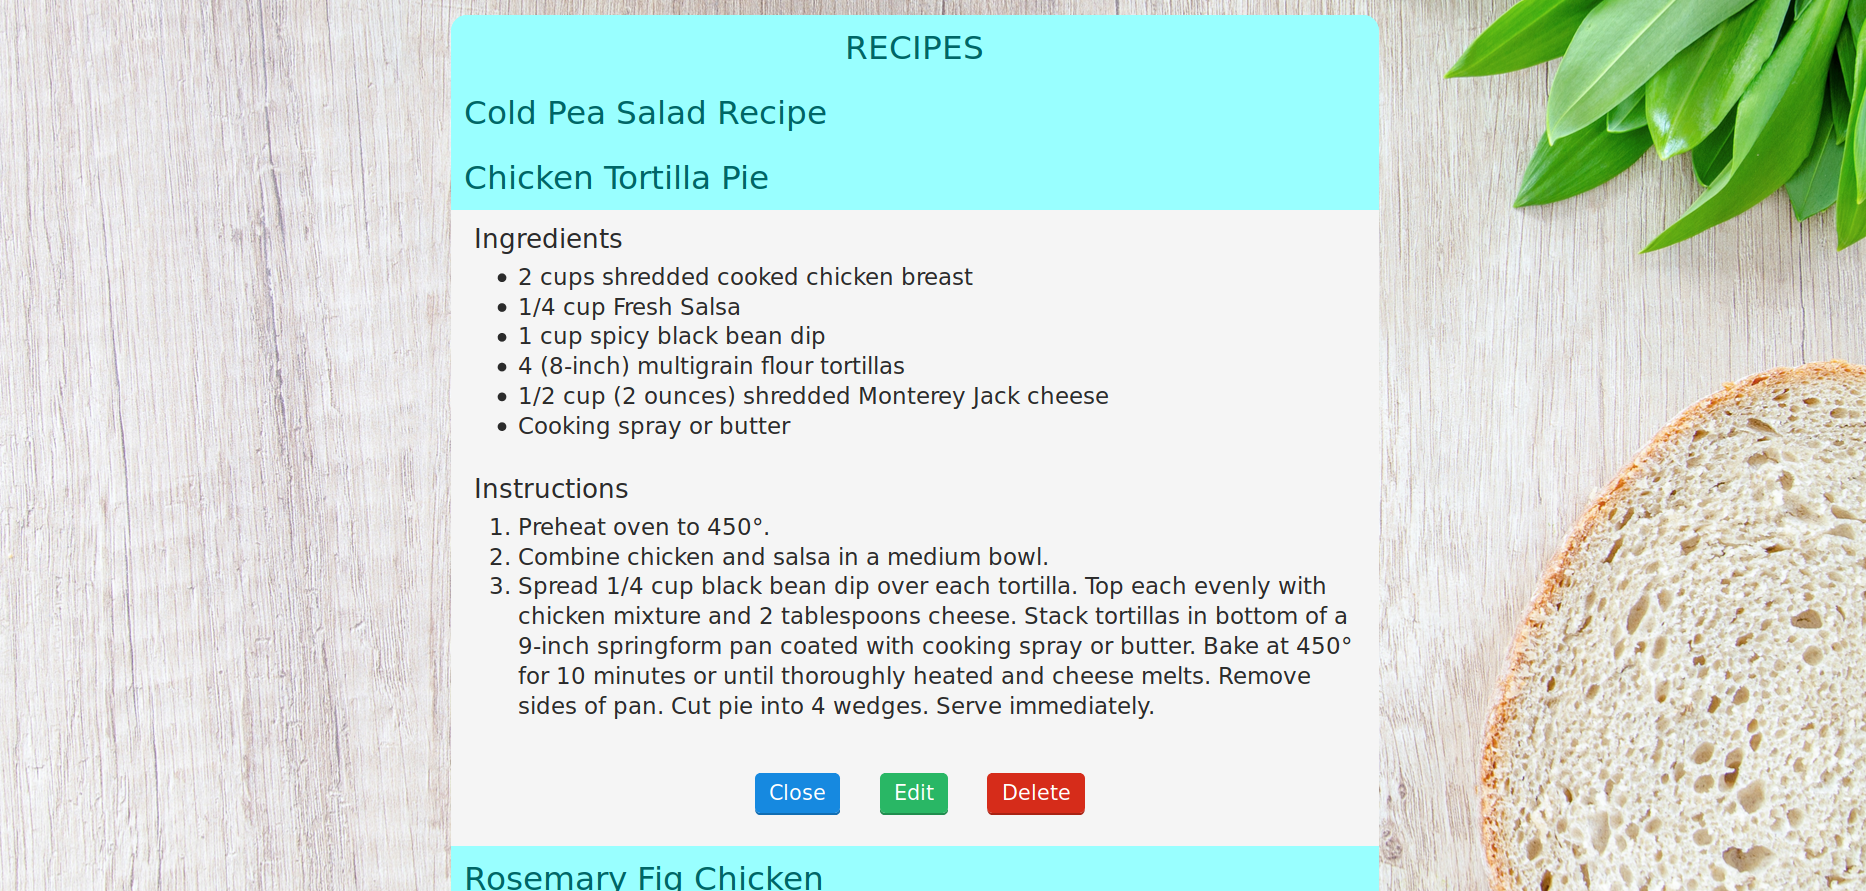 RECIPES
Cold Pea Salad Recipe
Chicken Tortilla Pie
Ingredients
• 2 cups shredded cooked chicken breast
• 1/4 cup Fresh Salsa
• 1 cup spicy black bean dip
• 4 (8-inch) multigrain flour tortillas
• 1/2 cup (2 ounces) shredded Monterey Jack cheese
• Cooking spray or butter
Instructions
1. Preheat oven to 450°.
2. Combine chicken and salsa in a medium bowl.
3. Spread 1/4 cup black bean dip over each tortilla. Top each evenly with
chicken mixture and 2 tablespoons cheese. Stack tortillas in bottom of a
9-inch springform pan coated with cooking spray or butter. Bake at 450°
for 10 minutes or until thoroughly heated and cheese melts. Remove
sides of pan. Cut pie into 4 wedges. Serve immediately.
Close Edit Delete
Rosemary Fig Chicken